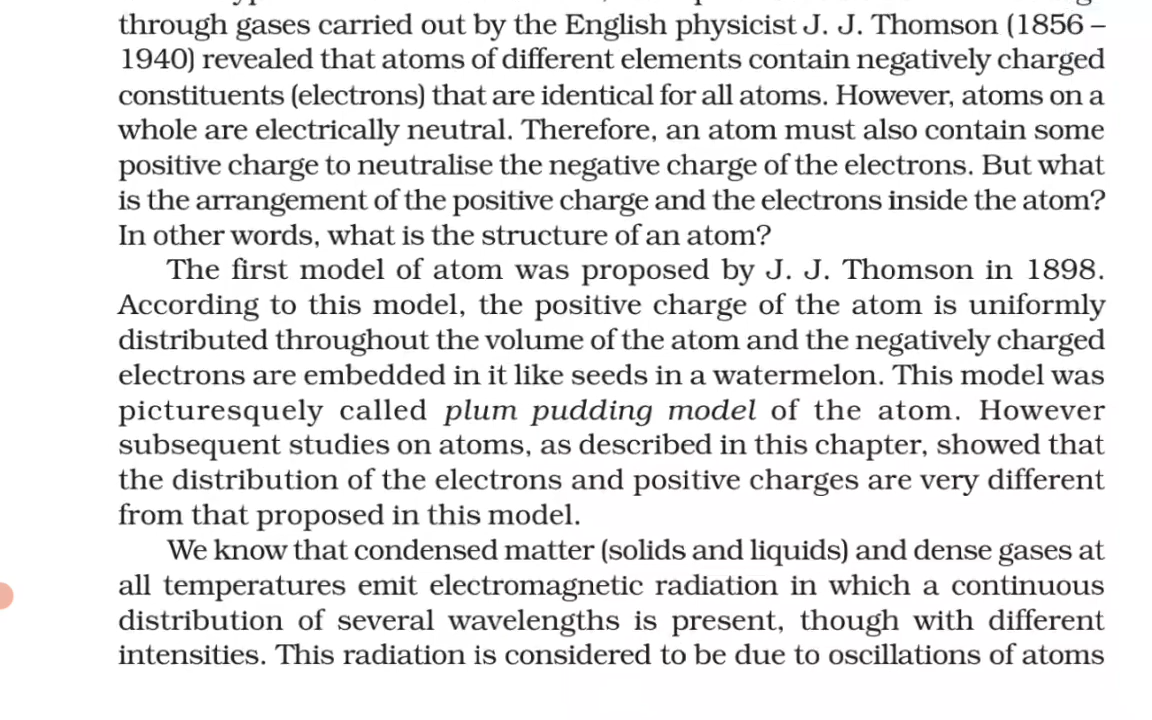 through gases carried out by the English physicist J. J. Thomson (1856 –
1940) revealed that atoms of different elements contain negatively charged
constituents (electrons) that are identical for all atoms. However, atoms on a
whole are electrically neutral. Therefore, an atom must also contain some
positive charge to neutralise the negative charge of the electrons. But what
is the arrangement of the positive charge and the electrons inside the atom?
In other words, what is the structure of an atom?
The first model of atom was proposed by J. J. Thomson in 1898.
According to this model, the positive charge of the atom is uniformly
distributed throughout the volume of the atom and the negatively charged
electrons are embedded in it like seeds in a watermelon. This model was
picturesquely called plum pudding model of the atom. However
subsequent studies on atoms, as described in this chapter, showed that
the distribution of the electrons and positive charges are very different
from that proposed in this model.
We know that condensed matter (solids and liquids) and dense gases at
all temperatures emit electromagnetic radiation in which a continuous
distribution of several wavelengths is present, though with different
intensities. This radiation is considered to be due to oscillations of atoms